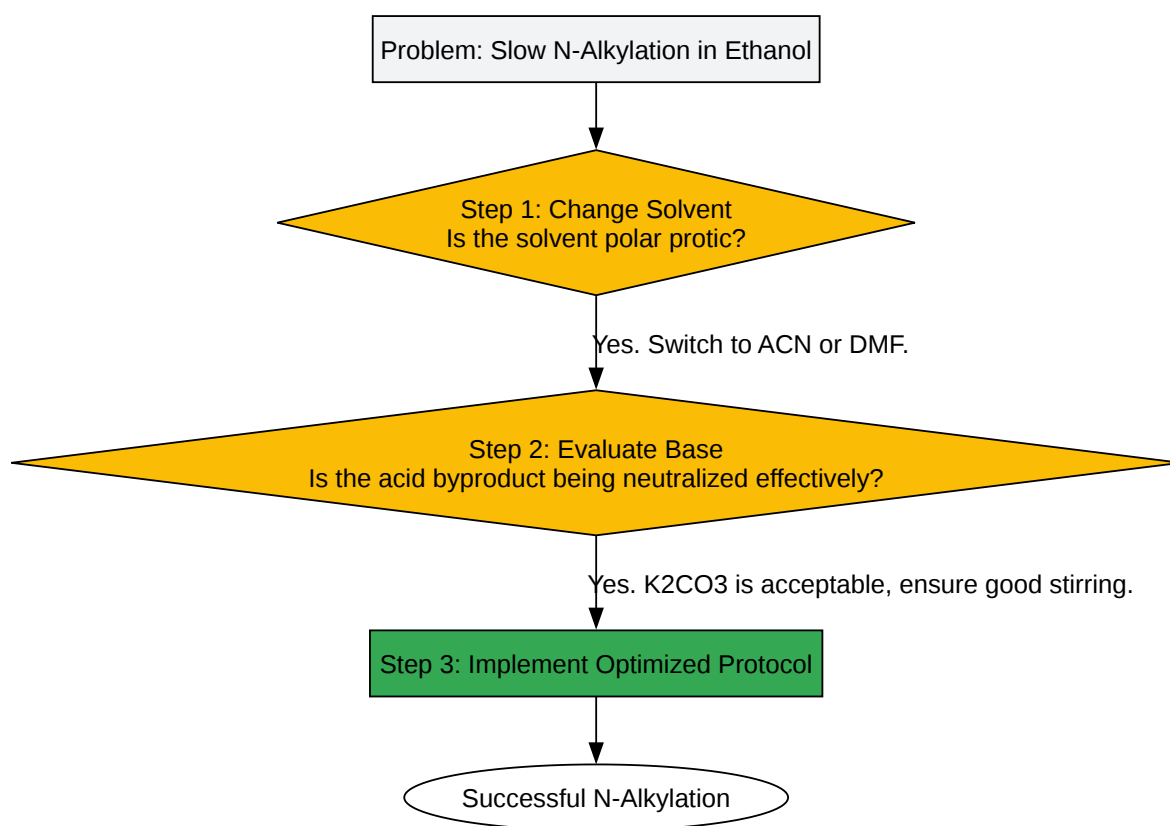 Problem: Slow N-Alkylation in Ethanol
Step 1: Change Solvent
Is the solvent polar protic?
Yes. Switch to ACN or DMF.
Step 2: Evaluate Base
Is the acid byproduct being neutralized effectively?
Yes. K2CO3 is acceptable, ensure good stirring.
Step 3: Implement Optimized Protocol
Successful N-Alkylation